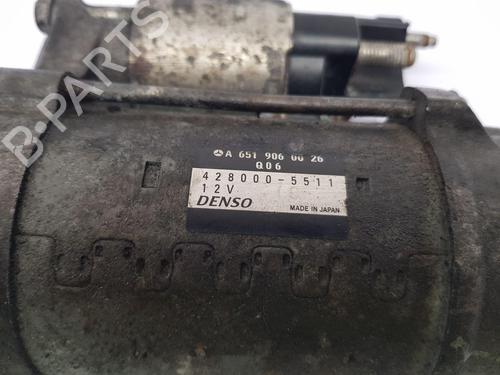 A 651 906 00 26
Q06
428000-5511
12V
DENSO MADE IN JAPAN
B-PARTS